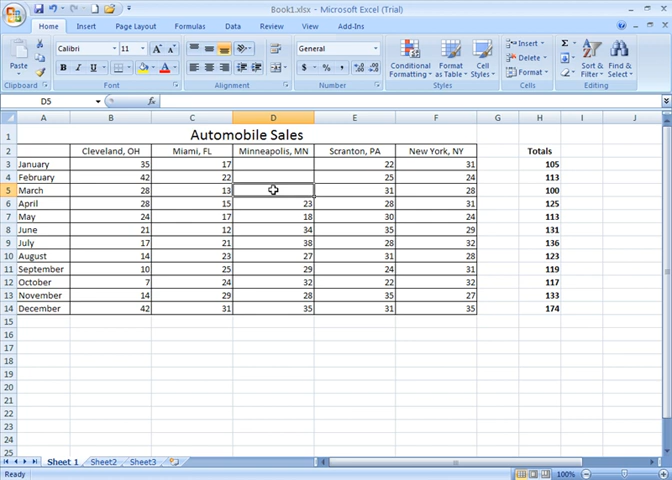 Book1.xlsx - Microsoft Excel (Trial)
Home Insert Page Layout Formulas Data Review View Add-Ins
Paste Calibri 11 A A General Conditional Formatting Format as Table Cell Styles Insert Delete Format Sort & Filter Find & Select
B I U A $ % ,
Clipboard Font Alignment Number Styles Cells Editing
D5 fx
A B C D E F G H I J
1 Automobile Sales
2 Cleveland, OH Miami, FL Minneapolis, MN Scranton, PA New York, NY Totals
3 January 35 17 22 31 105
4 February 42 22 25 24 113
5 March 28 13 31 28 100
6 April 28 15 23 28 31 125
7 May 24 17 18 30 24 113
8 June 21 12 34 35 29 131
9 July 17 21 38 28 32 136
10 August 14 23 27 31 28 123
11 September 10 25 29 24 31 119
12 October 7 24 32 22 32 117
13 November 14 29 28 35 27 133
14 December 42 31 35 31 35 174
15
16
17
18
19
20
21
22
23
24
25
Sheet 1 Sheet2 Sheet3
Ready 100%